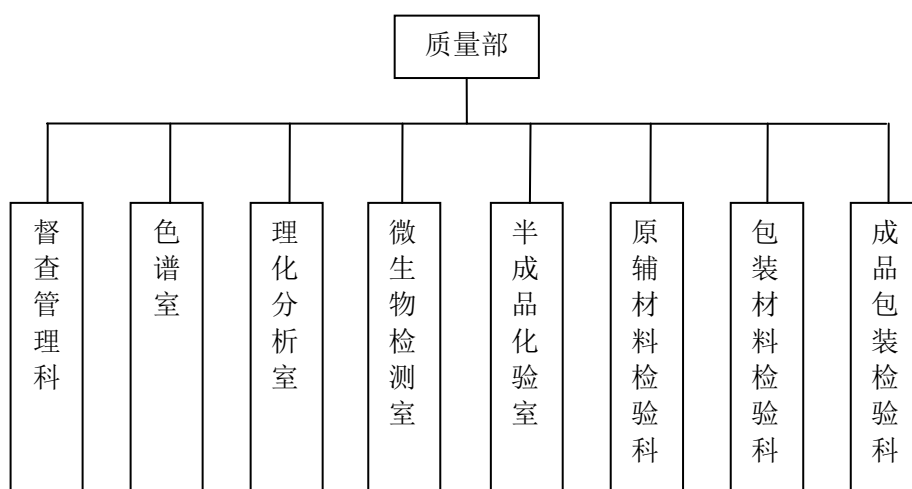 质量部
督查管理科
色谱室
理化分析室
微生物检测室
半成品化验室
原辅材料检验科
包装材料检验科
成品包装检验科